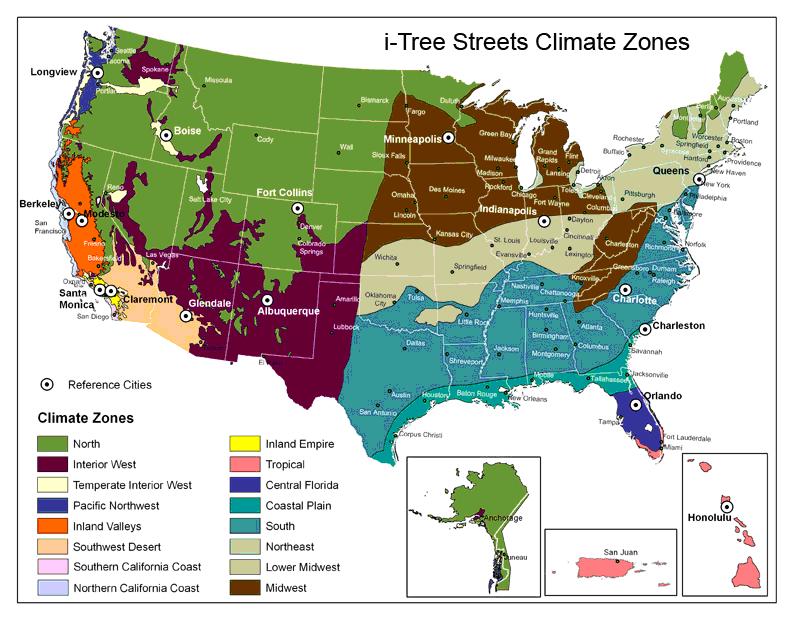 i-Tree Streets Climate Zones
Seattle
Tacoma
Longview
Spokane
Portland
Missoula
Bismarck
Fargo
Duluth
Boise
Cody
Wall
Sioux Falls
Minneapolis
Green Bay
Augusta
Portland
Rochester
Buffalo
Syracuse
Worcester
Boston
Springfield
Providence
Hartford
New Haven
Queens
New York
Philadelphia
Baltimore
Pittsburgh
Milwaukee
Grand
Rapids
Flint
Madison
Lansing
Detroit
Rockford
Chicago
Akron
Cleveland
Fort Wayne
Columbus
Omaha
Des Moines
Lincoln
Indianapolis
Dayton
Cincinnati
Reno
Salt Lake City
Fort Collins
Denver
Colorado
Springs
Kansas City
St. Louis
Louisville
Evansville
Lexington
Charleston
Richmond
Norfolk
Berkeley
Modesto
San
Francisco
Fresno
Las Vegas
Bakersfield
Wichita
Springfield
Knoxville
Greensboro
Durham
Raleigh
Oxnard
Santa
Monica
Claremont
San Diego
Glendale
Albuquerque
Amarillo
Lubbock
Oklahoma
City
Tulsa
Nashville
Chattanooga
Memphis
Charlotte
Little Rock
Huntsville
Atlanta
Birmingham
Columbus
Charleston
Savannah
Dallas
Shreveport
Jackson
Montgomery
Mobile
Tallahassee
Jacksonville
Austin
Houston
Baton Rouge
New Orleans
San Antonio
Corpus Christi
Orlando
Tampa
Fort Lauderdale
Miami
Reference Cities
Climate Zones
North
Interior West
Temperate Interior West
Pacific Northwest
Inland Valleys
Southwest Desert
Southern California Coast
Northern California Coast
Inland Empire
Tropical
Central Florida
Coastal Plain
South
Northeast
Lower Midwest
Midwest
Anchorage
Juneau
San Juan
Honolulu